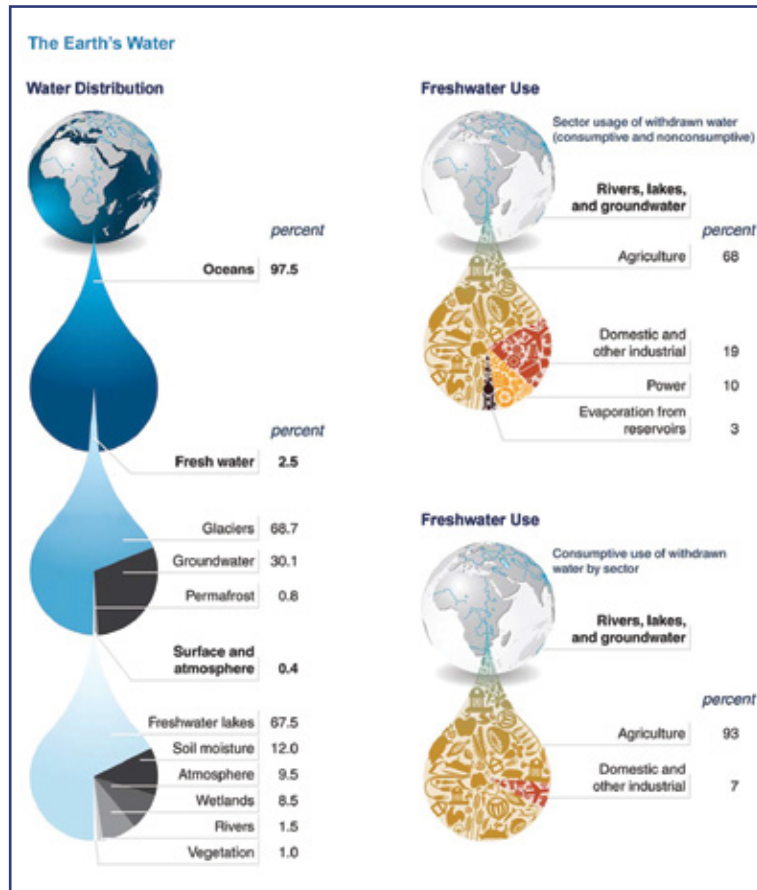 The Earth's Water
Water Distribution
percent
Oceans 97.5
percent
Fresh water 2.5
Glaciers 68.7
Groundwater 30.1
Permafrost 0.8
Surface and
atmosphere 0.4
Freshwater lakes 67.5
Soil moisture 12.0
Atmosphere 9.5
Wetlands 8.5
Rivers 1.5
Vegetation 1.0
Freshwater Use
Sector usage of withdrawn water
(consumptive and nonconsumptive)
Rivers, lakes,
and groundwater
percent
Agriculture 68
Domestic and
other industrial 19
Power 10
Evaporation from
reservoirs 3
Freshwater Use
Consumptive use of withdrawn
water by sector
Rivers, lakes,
and groundwater
percent
Agriculture 93
Domestic and
other industrial 7